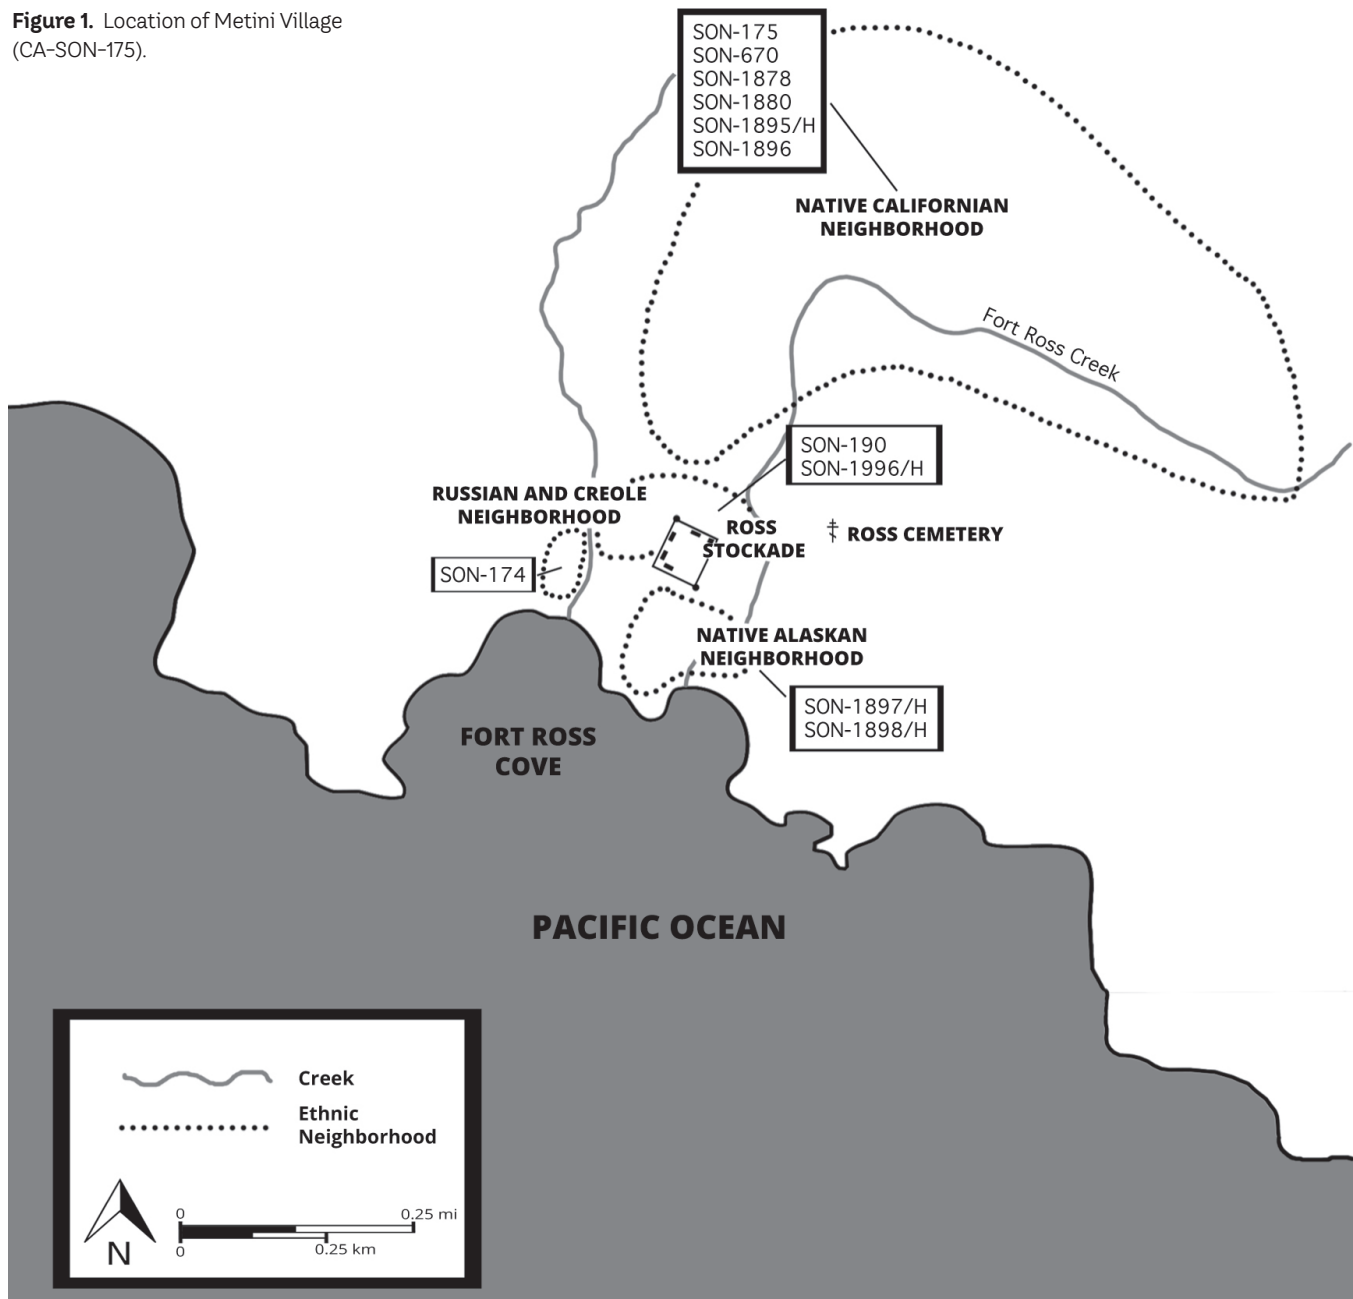 Figure 1. Location of Metini Village
(CA-SON-175).
SON-175
SON-670
SON-1878
SON-1880
SON-1895/H
SON-1896
NATIVE CALIFORNIAN
NEIGHBORHOOD
Fort Ross Creek
SON-190
SON-1996/H
RUSSIAN AND CREOLE
NEIGHBORHOOD
ROSS
STOCKADE
ROSS CEMETERY
SON-174
NATIVE ALASKAN
NEIGHBORHOOD
SON-1897/H
SON-1898/H
FORT ROSS
COVE
PACIFIC OCEAN
Creek
Ethnic
Neighborhood
N
0
0.25 mi
0
0.25 km